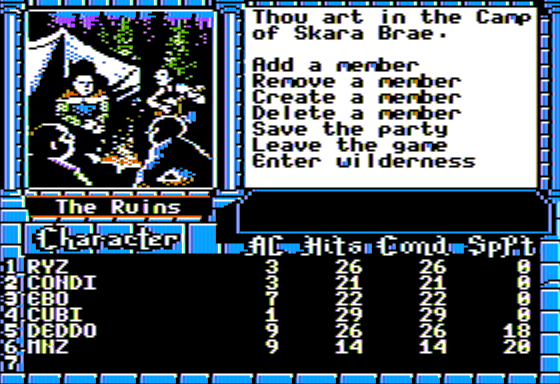 Thou art in the Camp
of Skara Brae.
Add a member
Remove a member
Create a member
Delete a member
Save the party
Leave the game
Enter wilderness
The Ruins
Character AC Hits Cond SpPt
1 RYZ 3 26 26 0
2 CONDI 3 21 21 0
3 EBO 7 22 22 0
4 CUBI 1 29 29 0
5 DEDDO 9 26 26 18
6 MNZ 9 14 14 20
7